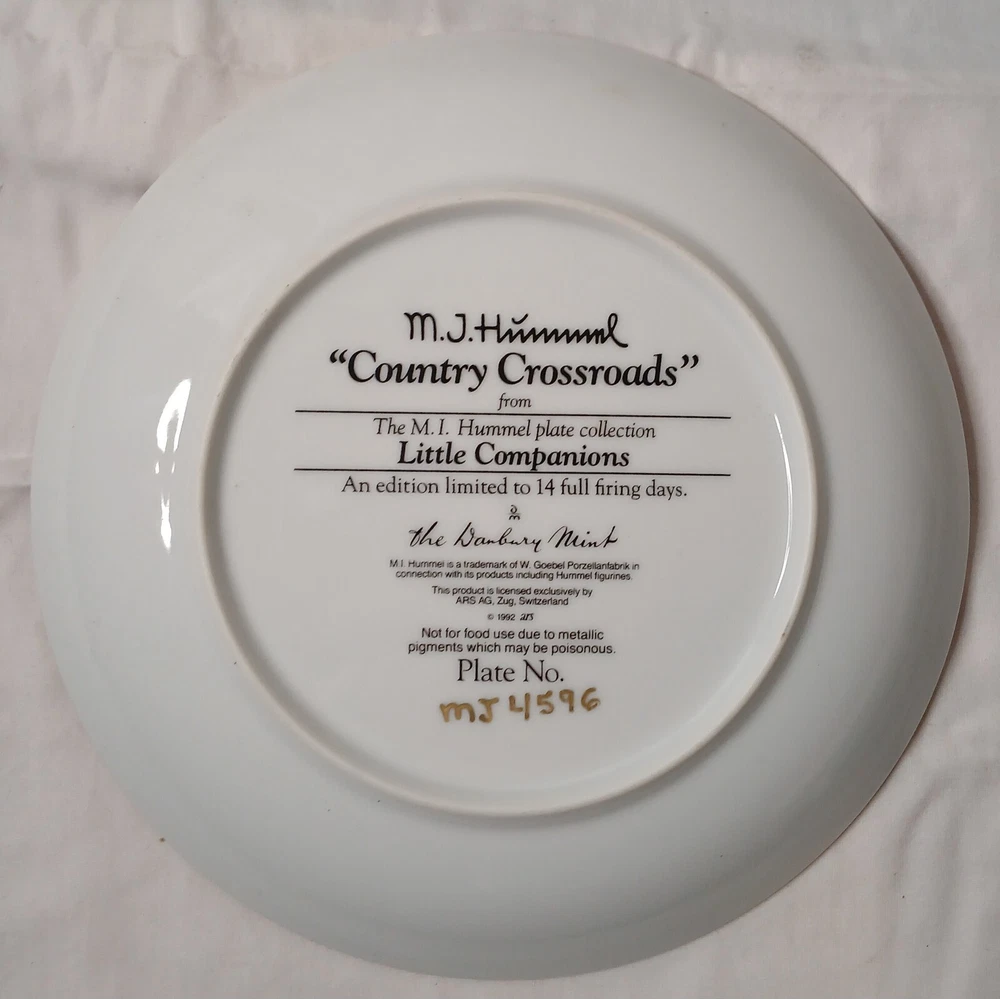 M.J.Hummel
“Country Crossroads”
from
The M.I. Hummel plate collection
Little Companions
An edition limited to 14 full firing days.
DM
the Danbury Mint
M.I. Hummel is a trademark of W. Goebel Porzellanfabrik in
connection with its products including Hummel figurines.
This product is licensed exclusively by
ARS AG, Zug, Switzerland
© 1992 ars
Not for food use due to metallic
pigments which may be poisonous.
Plate No.
MJ4596